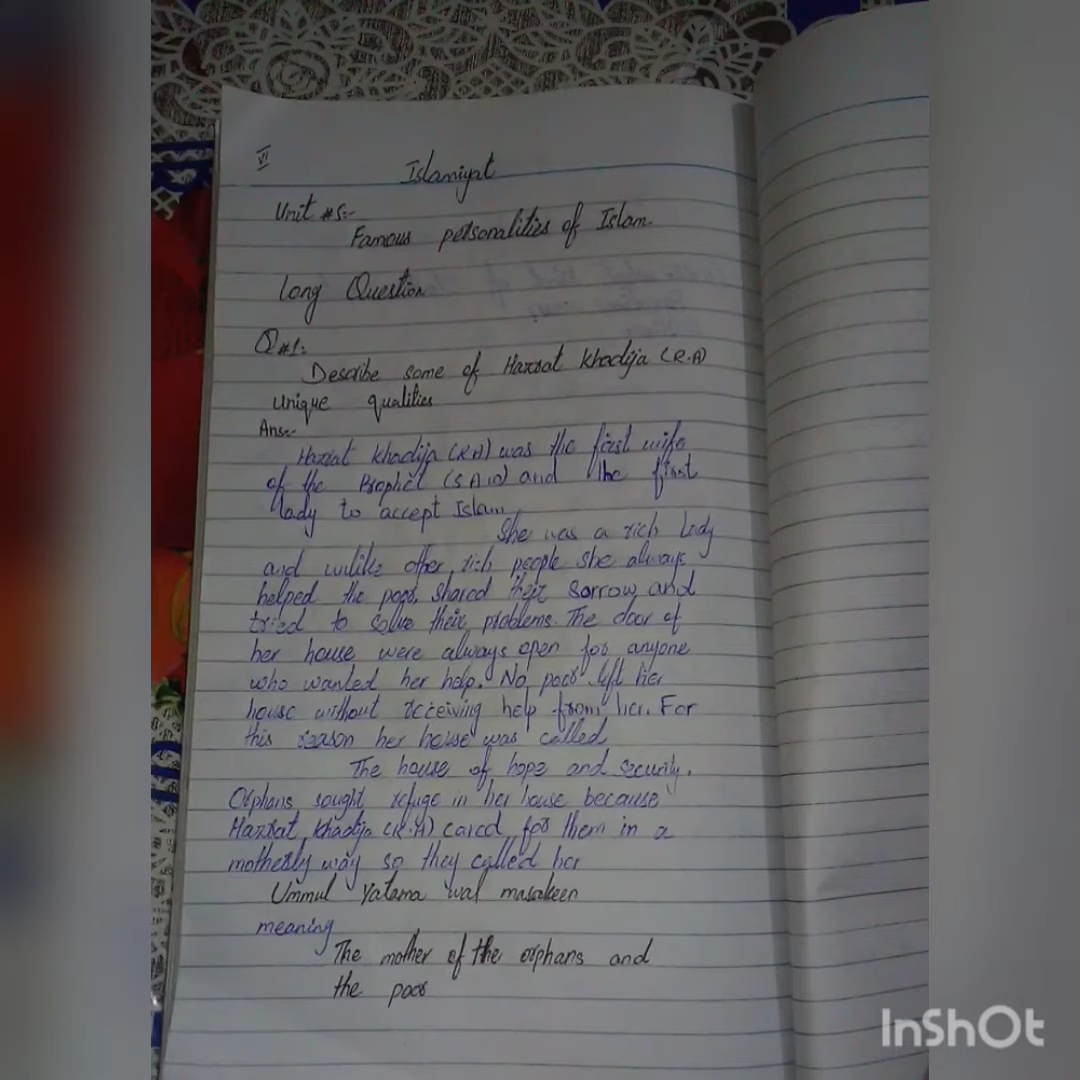 VI
Islamiyat
Unit #5:-
Famous personalities of Islam.
Long Question
Q#1:
Describe some of Hazrat Khadija (R.A)
unique qualities
Ans:-
Hazrat Khadija (R.A) was the first wife
of the Prophet (S.A.W) and the first
lady to accept Islam.
She was a rich lady
and unlike other rich people she always
helped the poor, shared their sorrow and
tried to solve their problems. The door of
her house were always open for anyone
who wanted her help. No poor left her
house without receiving help from her. For
this reason her house was called
The house of hope and security.
Orphans sought refuge in her house because
Hazrat Khadija (R.A) cared for them in a
motherly way so they called her
Ummul Yatama wal masakeen
meaning
The mother of the orphans and
the poor
InShOt